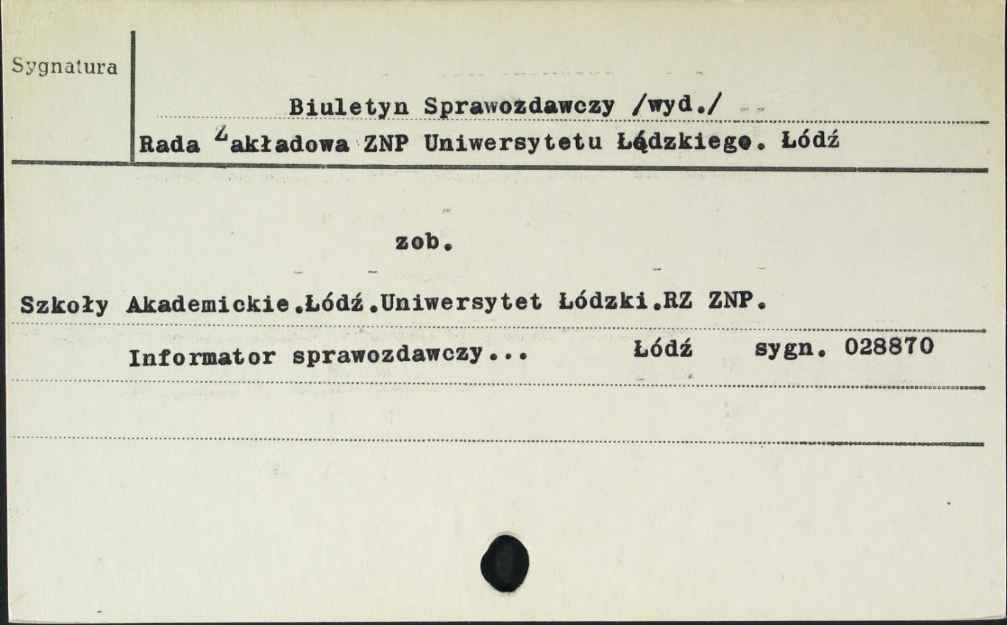 Sygnatura
Biuletyn Sprawozdawczy /wyd./
Rada Zakładowa ZNP Uniwersytetu Łódzkiego. Łódź
zob.
Szkoły Akademickie.Łódź.Uniwersytet Łódzki.RZ ZNP.
Informator sprawozdawczy... Łódź sygn. 028870